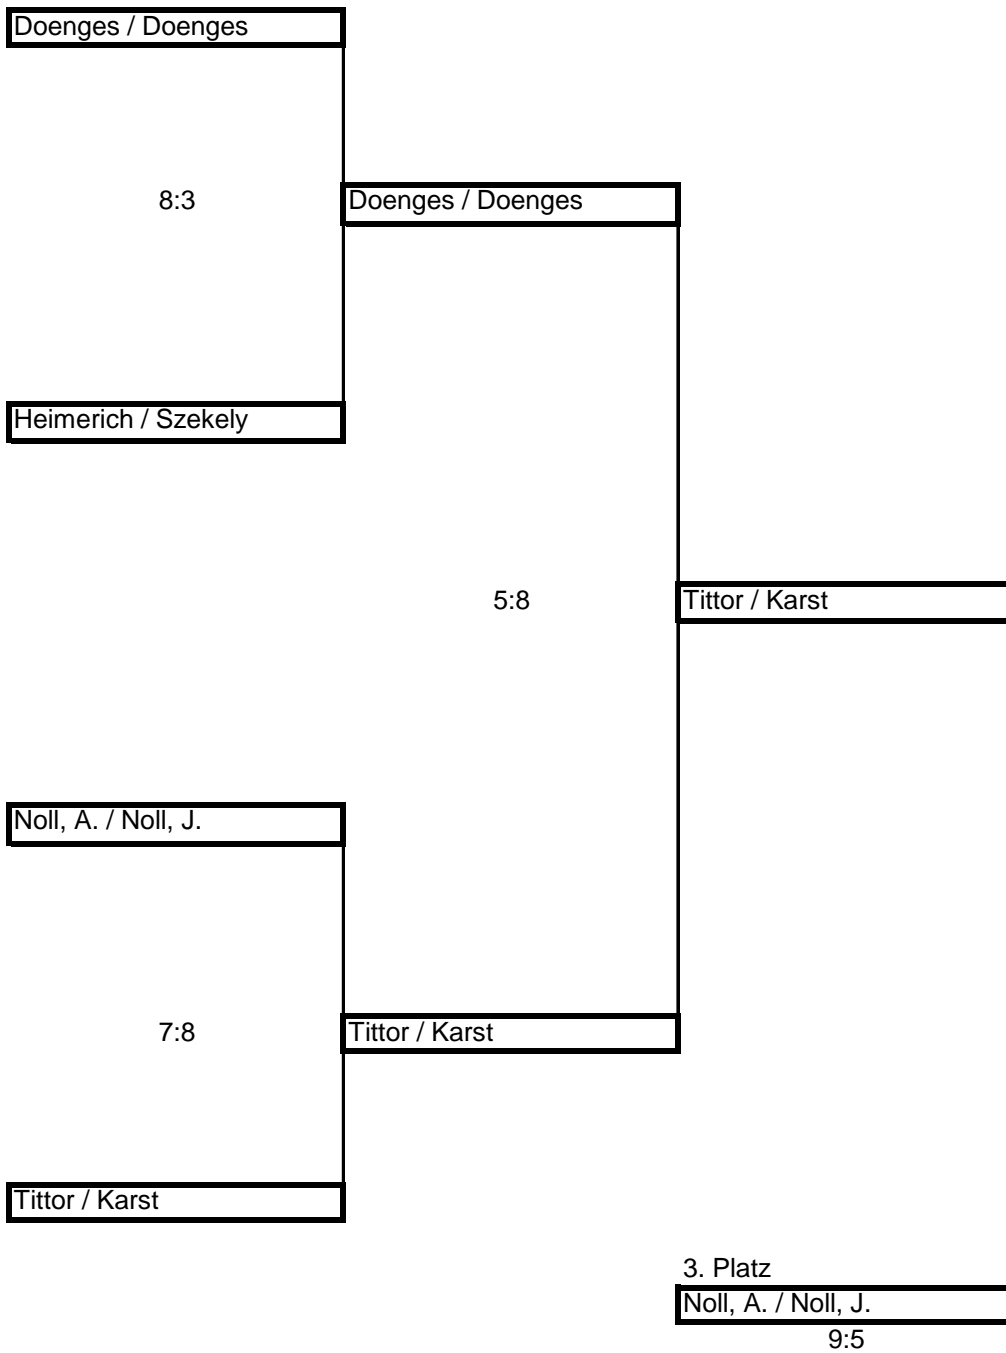 Doenges / Doenges
8:3
Doenges / Doenges
Heimerich / Szekely
5:8
Tittor / Karst
Noll, A. / Noll, J.
7:8
Tittor / Karst
Tittor / Karst
3. Platz
Noll, A. / Noll, J.
9:5